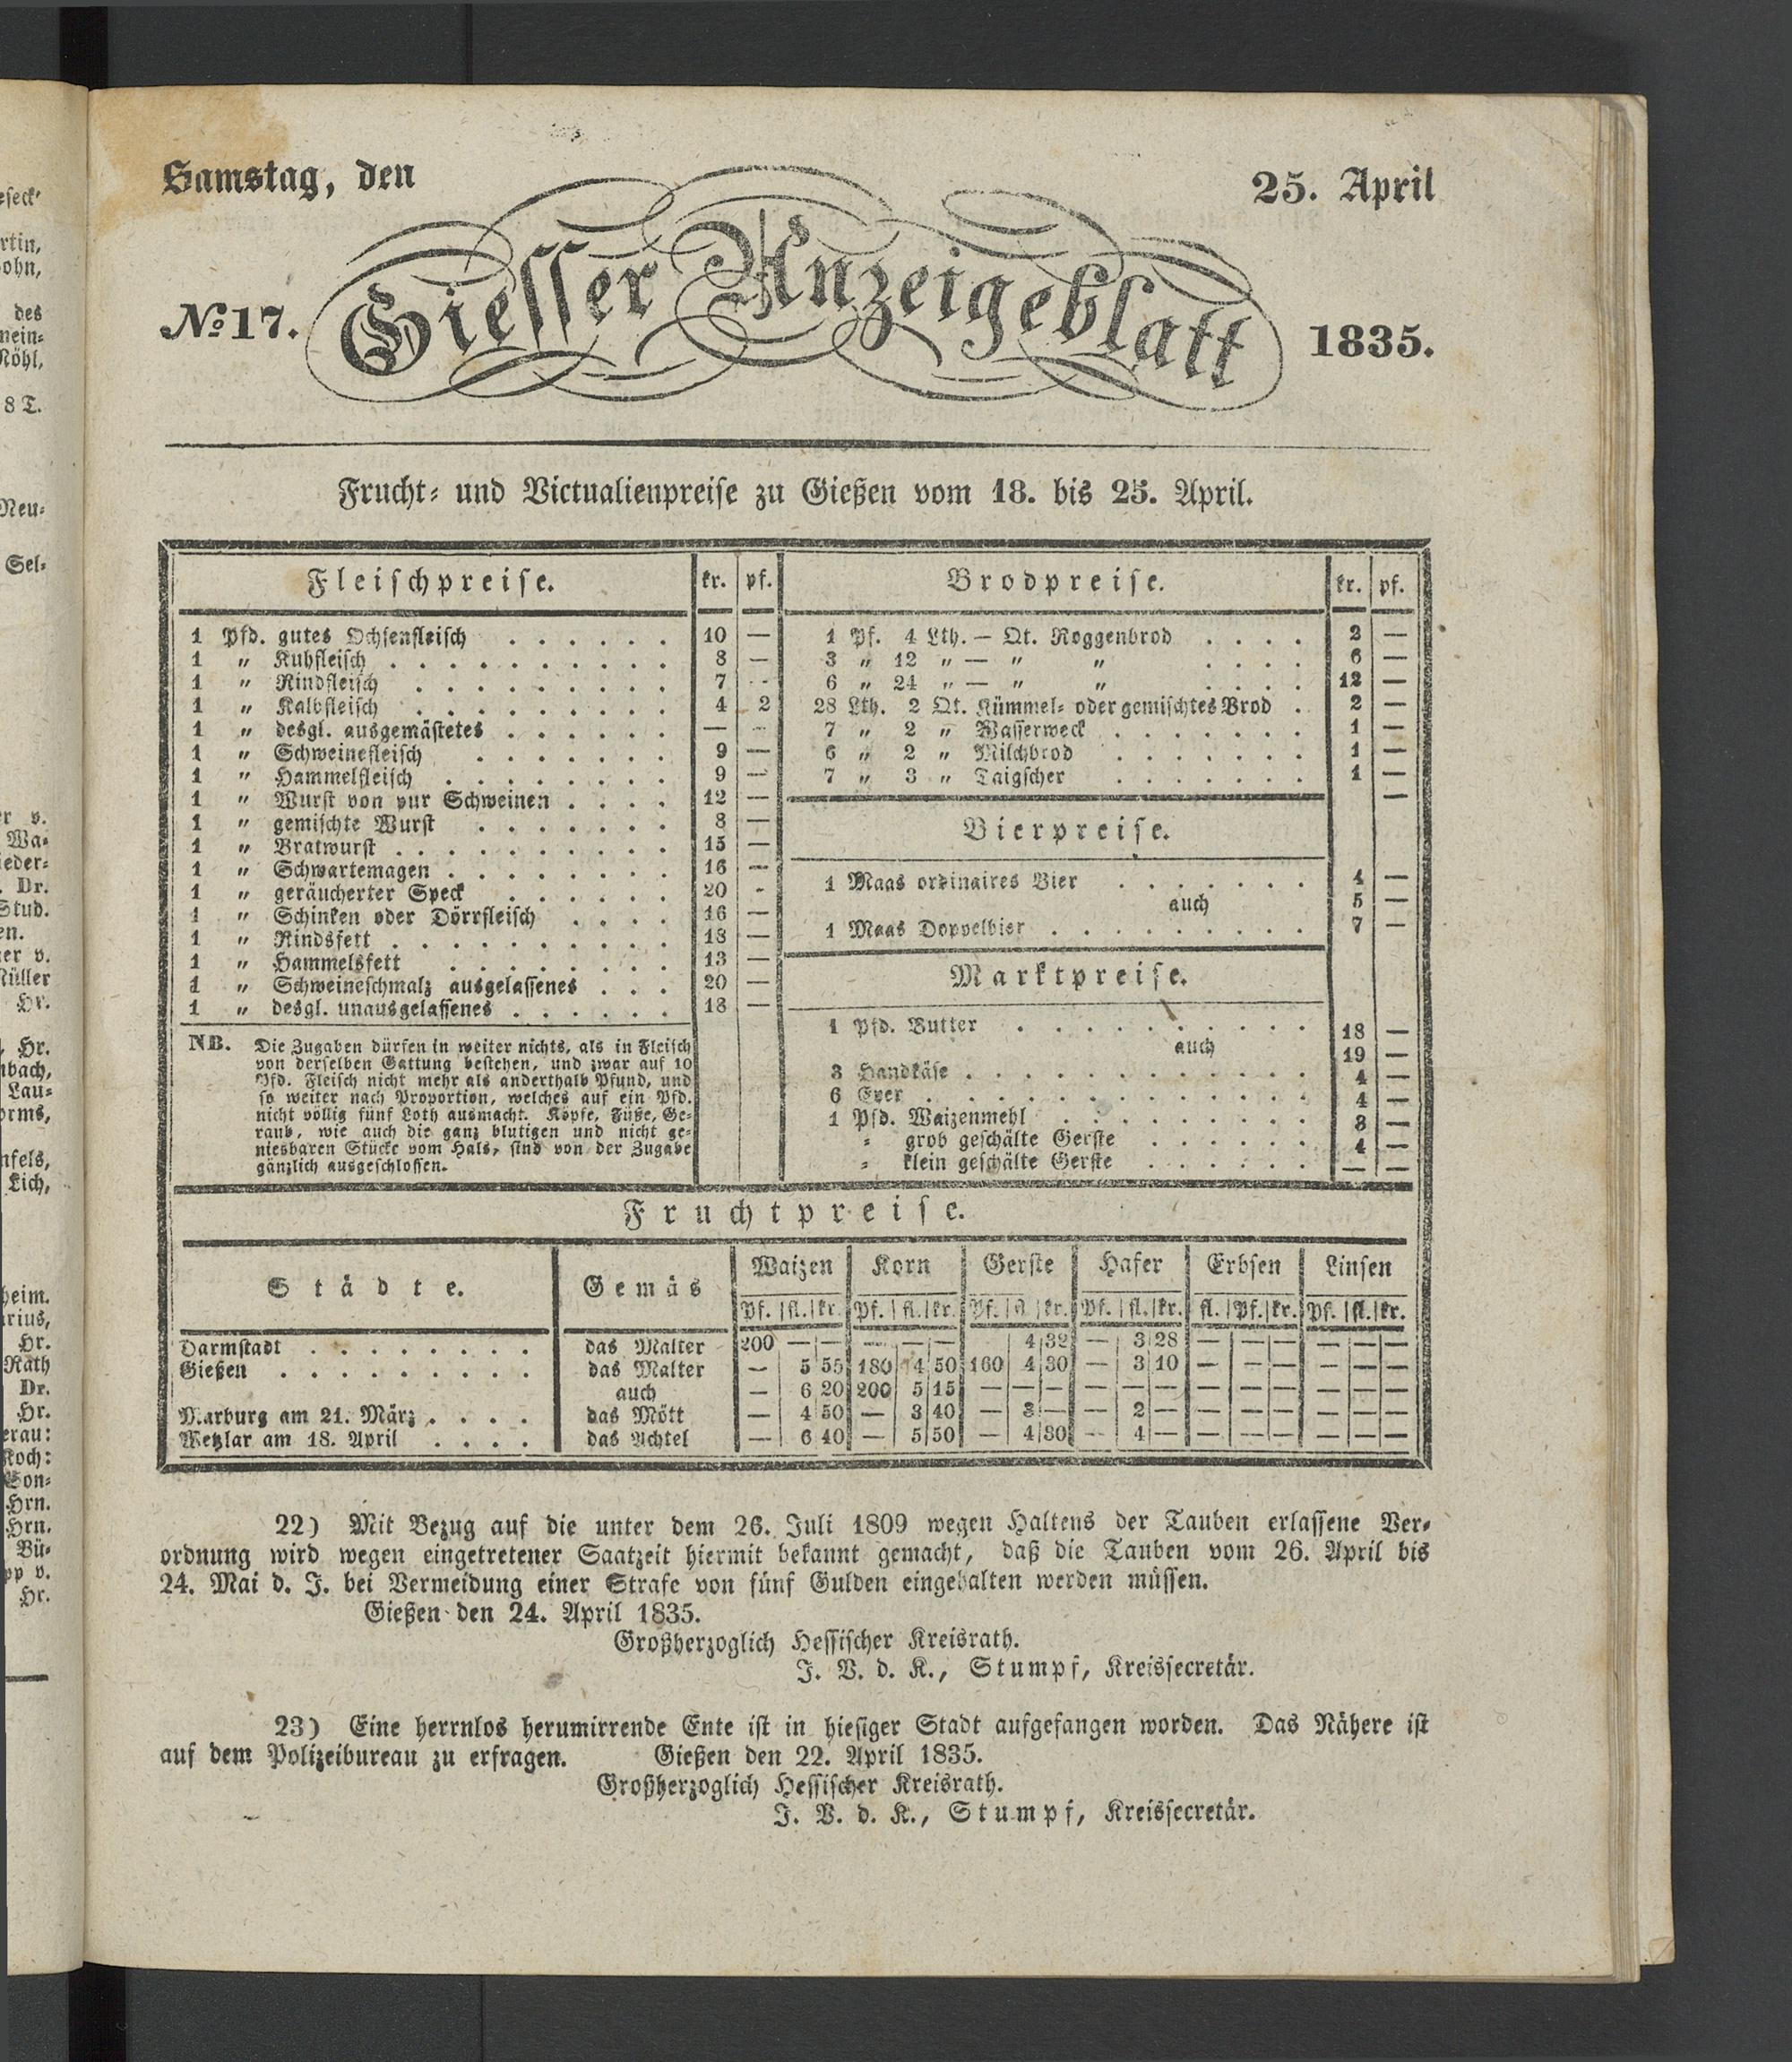 Samstag, den 25. April
№ 17. Giesser Anzeigeblatt 1835.
Frucht- und Victualienpreise zu Gießen vom 18. bis 25. April.
Fleischpreise. kr. pf.
1 Pfd. gutes Ochsenfleisch . . . . . . 10 —
1 „ Kuhfleisch . . . . . . . . . . 8 —
1 „ Rindfleisch . . . . . . . . . 7 —
1 „ Kalbfleisch . . . . . . . . . 4 2
1 „ desgl. ausgemästetes . . . . . . — —
1 „ Schweinefleisch . . . . . . . 9 —
1 „ Hammelfleisch . . . . . . . . 9 —
1 „ Wurst von pur Schweinen . . . . 12 —
1 „ gemischte Wurst . . . . . . . 8 —
1 „ Bratwurst . . . . . . . . . . 15 —
1 „ Schwartemagen . . . . . . . . 16 —
1 „ geräucherter Speck . . . . . . 20 -
1 „ Schinken oder Dörrfleisch . . . . 16 —
1 „ Rindsfett . . . . . . . . . . 18 —
1 „ Hammelsfett . . . . . . . . 13 —
1 „ Schweineschmalz ausgelassenes . . . 20 —
1 „ desgl. unausgelassenes . . . . . . 18 —
NB. Die Zugaben dürfen in weiter nichts, als in Fleisch
von derselben Gattung bestehen, und zwar auf 10
Pfd. Fleisch nicht mehr als anderthalb Pfund, und
so weiter nach Proportion, welches auf ein Pfd.
nicht völlig fünf Loth ausmacht. Köpfe, Füße, Ge-
raub, wie auch die ganz blutigen und nicht ge-
niesbaren Stücke vom Hals, sind von der Zugabe
gänzlich ausgeschlossen.
Brodpreise. kr. pf.
1 Pf. 4 Lth. — Qt. Roggenbrod . . . . 2 —
3 „ 12 „ — „ „ . . . . 6 —
6 „ 24 „ — „ „ . . . . 12 —
28 Lth. 2 Qt. Kümmel- oder gemischtes Brod . 2 —
7 „ 2 „ Wasserweck . . . . . . . 1 —
6 „ 2 „ Milchbrod . . . . . . . 1 —
7 „ 3 „ Taigscher . . . . . . . 1 —
—
Bierpreise.
1 Maas ordinaires Bier . . . . . . 4 —
auch 5 —
1 Maas Doppelbier . . . . . . . . . 7 —
Marktpreise.
1 Pfd. Butter . . . . . . . . . . 18 —
auch 19 —
3 Handkäse . . . . . . . . . . . . 4 —
6 Eyer . . . . . . . . . . . . . 4 —
1 Pfd. Waizenmehl . . . . . . . . . 8 —
= grob geschälte Gerste . . . . . . 4 —
= klein geschälte Gerste . . . . . . — —
Fruchtpreise.
Städte. Gemäs Waizen Korn Gerste Hafer Erbsen Linsen
Pf. fl. kr. Pf. fl. kr. Pf. fl. kr. Pf. fl. kr. fl. Pf. kr. Pf. fl. kr.
Darmstadt . . . . . . . . . das Malter 200 — — — — — 4 32 — 3 28 — — — — — —
Gießen . . . . . . . . . . das Malter — 5 55 180 4 50 160 4 30 — 3 10 — — — — — —
auch — 6 20 200 5 15 — — — — — — — — — — — —
Marburg am 21. März . . . . das Mött — 4 50 — 3 40 — 3 — — 2 — — — — — — —
Wetzlar am 18. April . . . . das Achtel — 6 40 — 5 50 — 4 30 — 4 — — — — — — —
22) Mit Bezug auf die unter dem 26. Juli 1809 wegen Haltens der Tauben erlassene Ver-
ordnung wird wegen eingetretener Saatzeit hiermit bekannt gemacht, daß die Tauben vom 26. April bis
24. Mai d. J. bei Vermeidung einer Strafe von fünf Gulden eingehalten werden müssen.
Gießen den 24. April 1835.
Großherzoglich Hessischer Kreisrath.
J. V. d. K., Stumpf, Kreissecretär.
23) Eine herrnlos herumirrende Ente ist in hiesiger Stadt aufgefangen worden. Das Nähere ist
auf dem Polizeibureau zu erfragen. Gießen den 22. April 1835.
Großherzoglich Hessischer Kreisrath.
J. V. d. K., Stumpf, Kreissecretär.